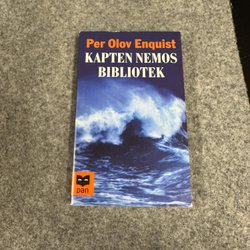 Per Olov Enquist
KAPTEN NEMOS
BIBLIOTEK
pan